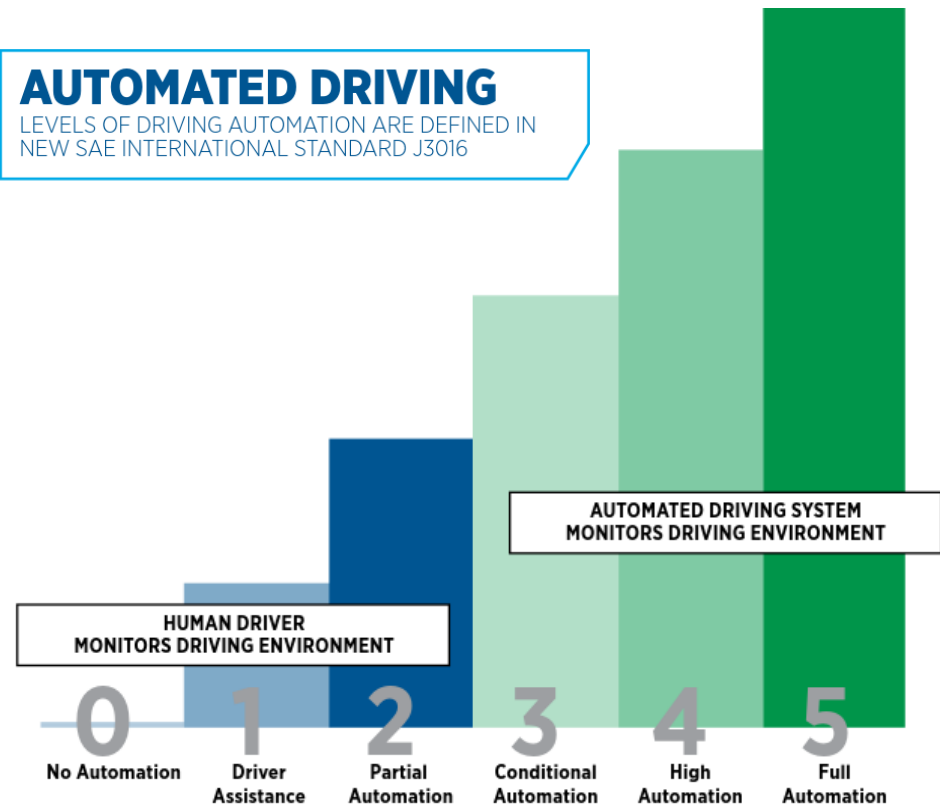 AUTOMATED DRIVING
LEVELS OF DRIVING AUTOMATION ARE DEFINED IN
NEW SAE INTERNATIONAL STANDARD J3016
AUTOMATED DRIVING SYSTEM
MONITORS DRIVING ENVIRONMENT
HUMAN DRIVER
MONITORS DRIVING ENVIRONMENT
0
No Automation
1
Driver
Assistance
2
Partial
Automation
3
Conditional
Automation
4
High
Automation
5
Full
Automation